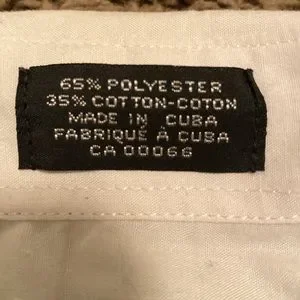 65% POLYESTER
35% COTTON-COTON
MADE IN CUBA
FABRIQUÉ À CUBA
CA 00066